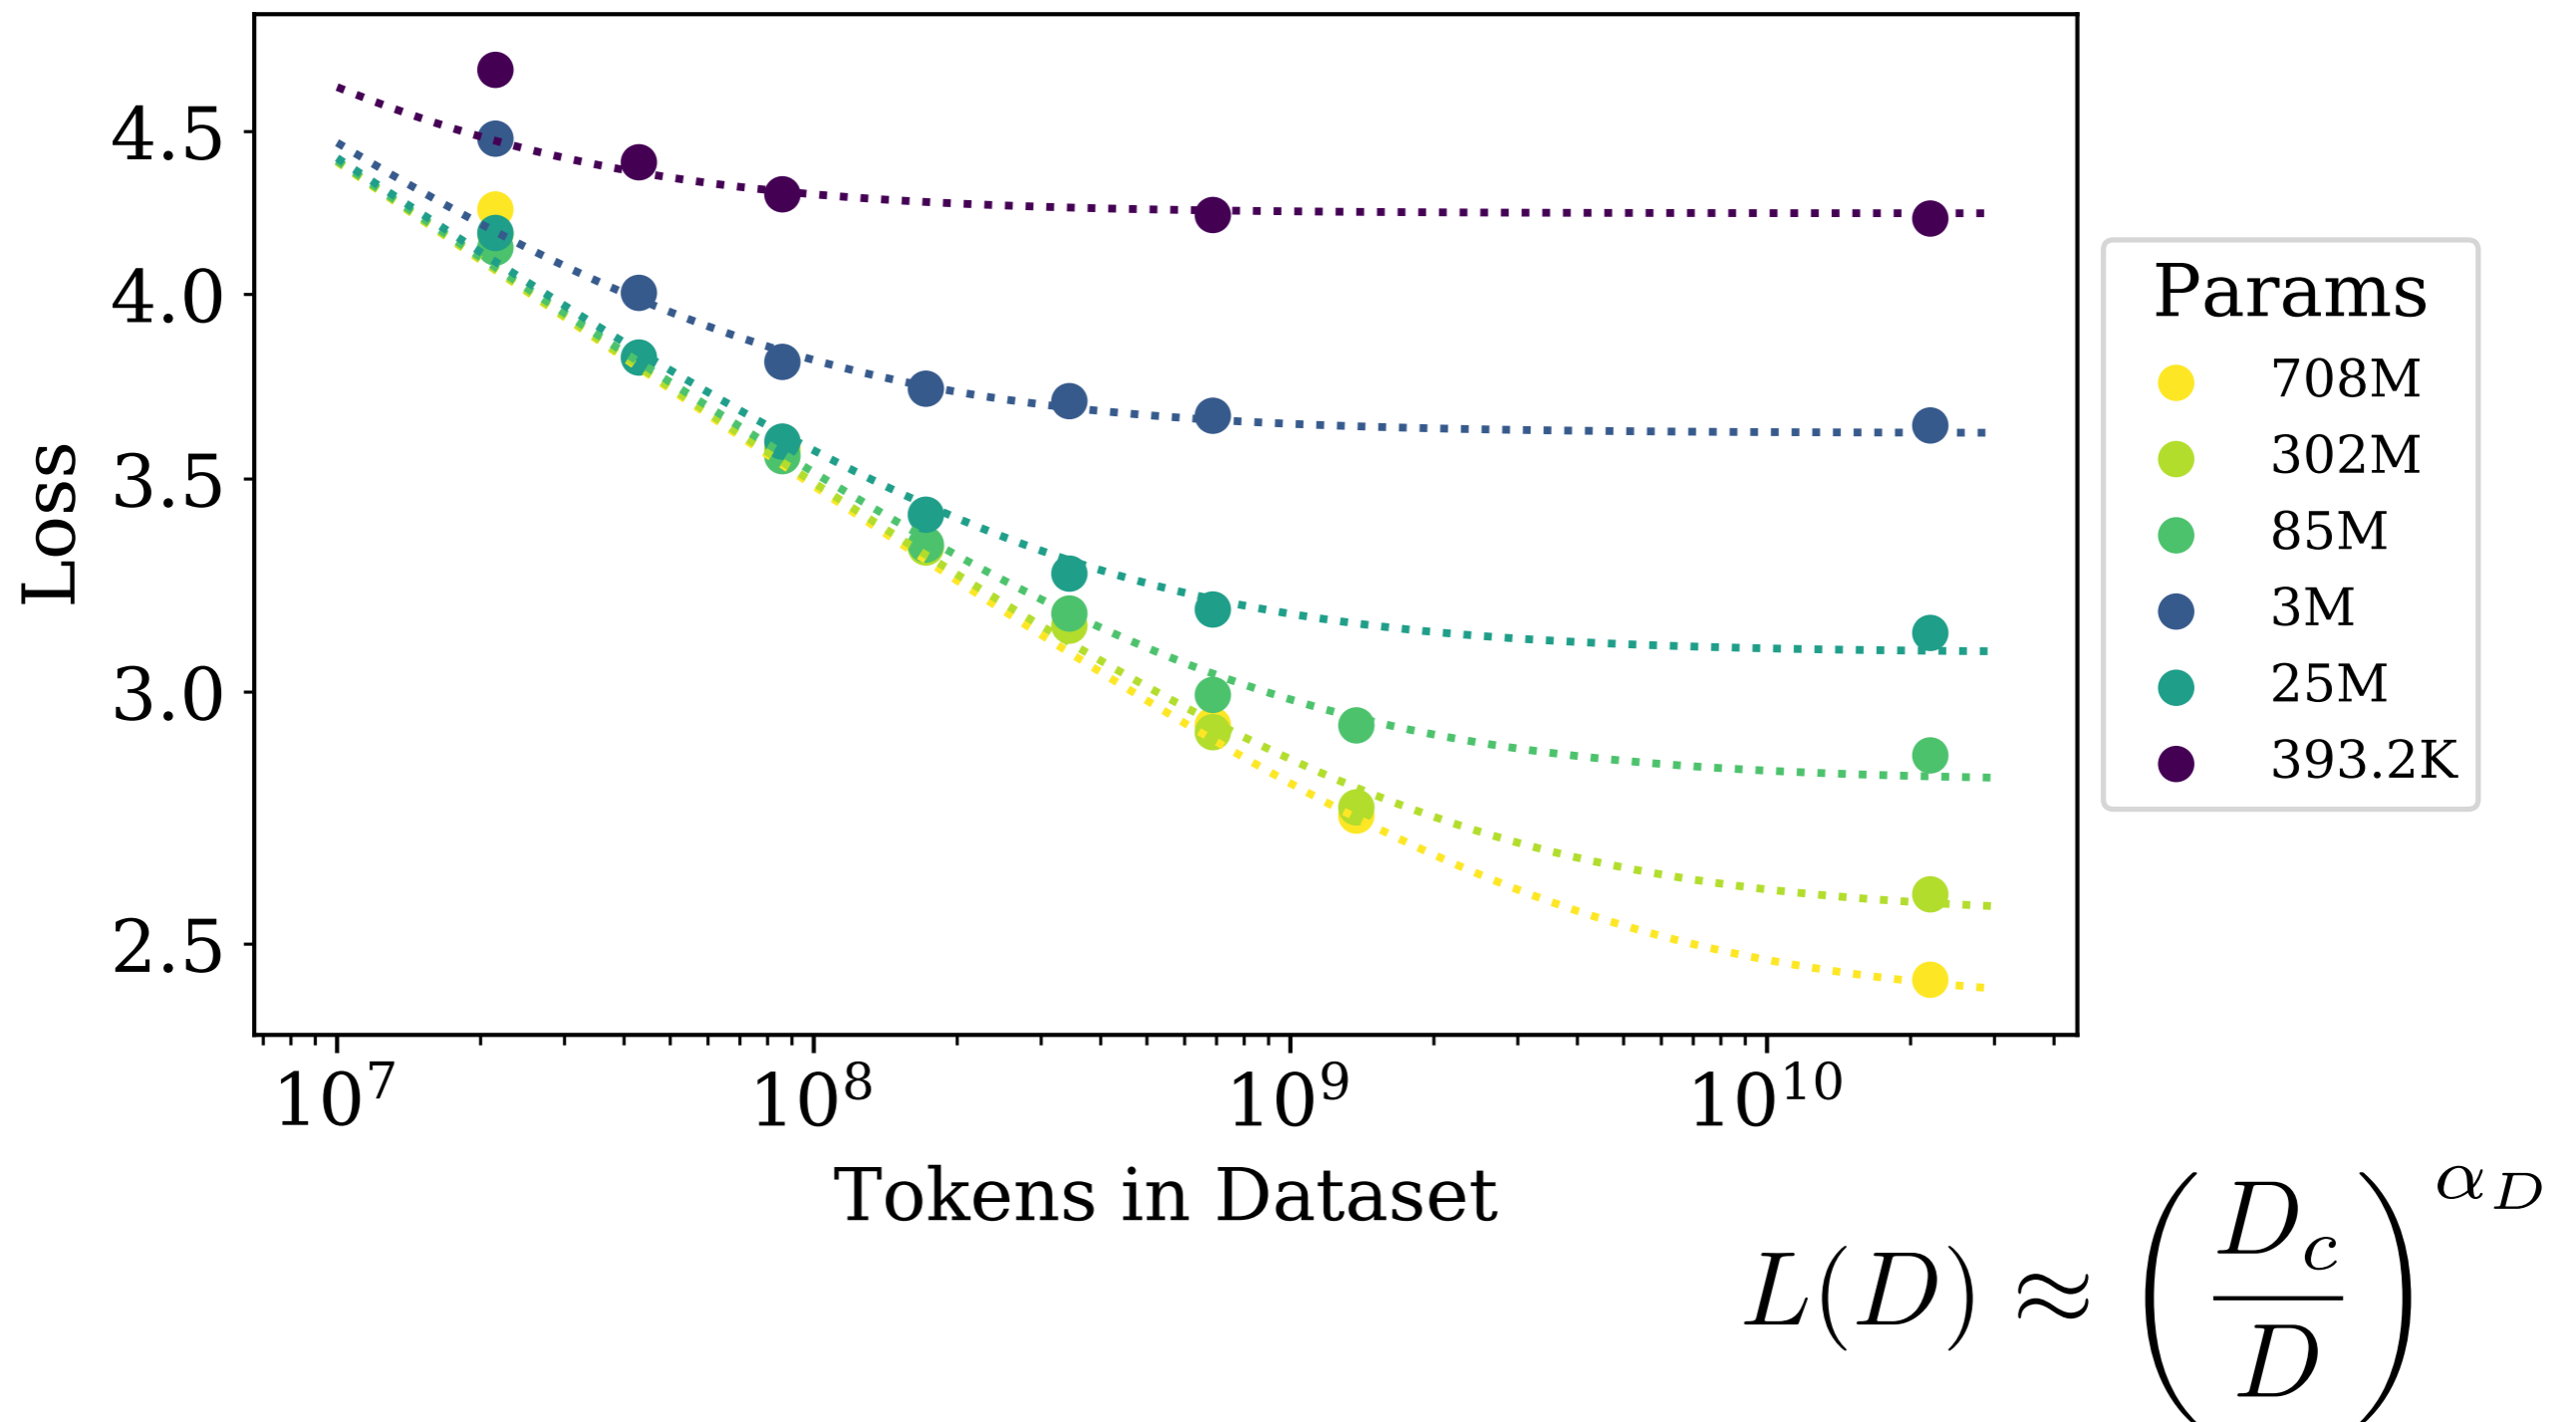 4.5
4.0
3.5
3.0
2.5
Loss
10^7 10^8 10^9 10^10
Tokens in Dataset
Params
708M
302M
85M
3M
25M
393.2K
L(D) ≈ (D_c / D)^{α_D}